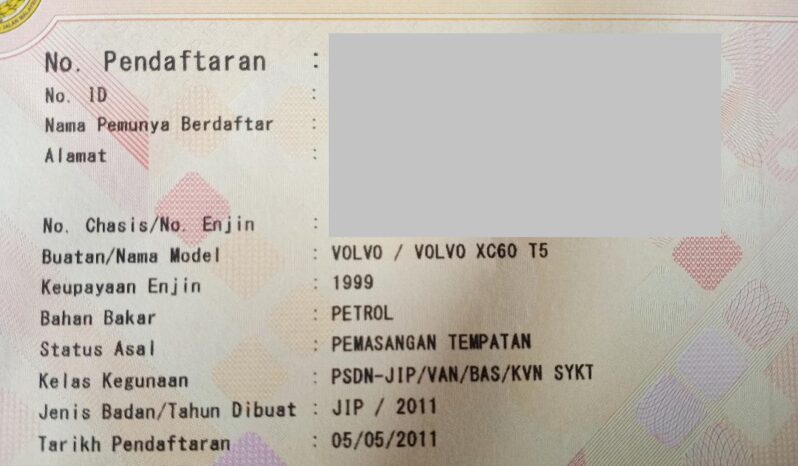 No. Pendaftaran :
No. ID :
Nama Pemunya Berdaftar :
Alamat :
No. Chasis/No. Enjin :
Buatan/Nama Model : VOLVO / VOLVO XC60 T5
Keupayaan Enjin : 1999
Bahan Bakar : PETROL
Status Asal : PEMASANGAN TEMPATAN
Kelas Kegunaan : PSDN-JIP/VAN/BAS/KVN SYKT
Jenis Badan/Tahun Dibuat : JIP / 2011
Tarikh Pendaftaran : 05/05/2011